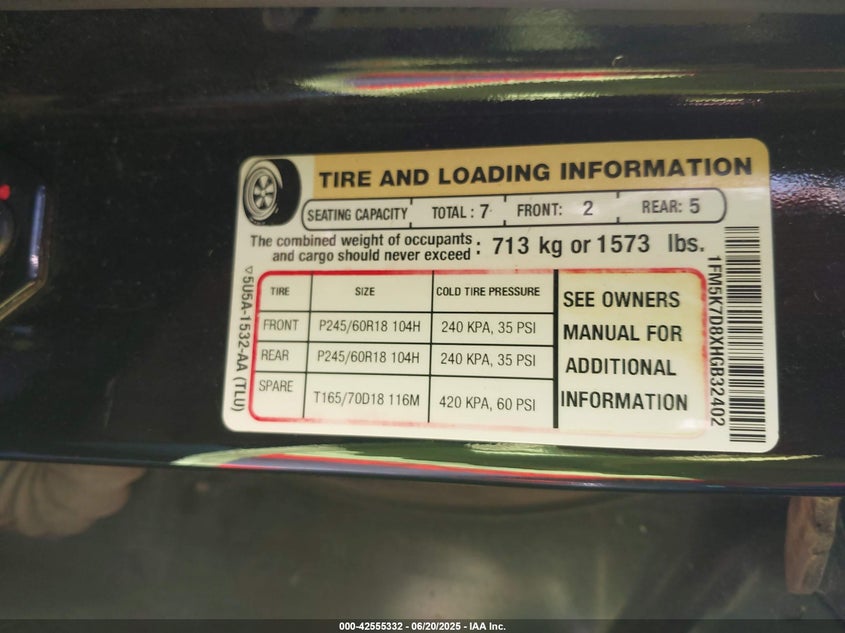 TIRE AND LOADING INFORMATION
SEATING CAPACITY TOTAL : 7 FRONT: 2 REAR: 5
The combined weight of occupants and cargo should never exceed : 713 kg or 1573 lbs.
TIRE SIZE COLD TIRE PRESSURE
FRONT P245/60R18 104H 240 KPA, 35 PSI
REAR P245/60R18 104H 240 KPA, 35 PSI
SPARE T165/70D18 116M 420 KPA, 60 PSI
SEE OWNERS
MANUAL FOR
ADDITIONAL
INFORMATION
5U5A-1532-AA (TLU)
1FM5K7D8XHGB32402
000-42555332 - 06/20/2025 - IAA Inc.